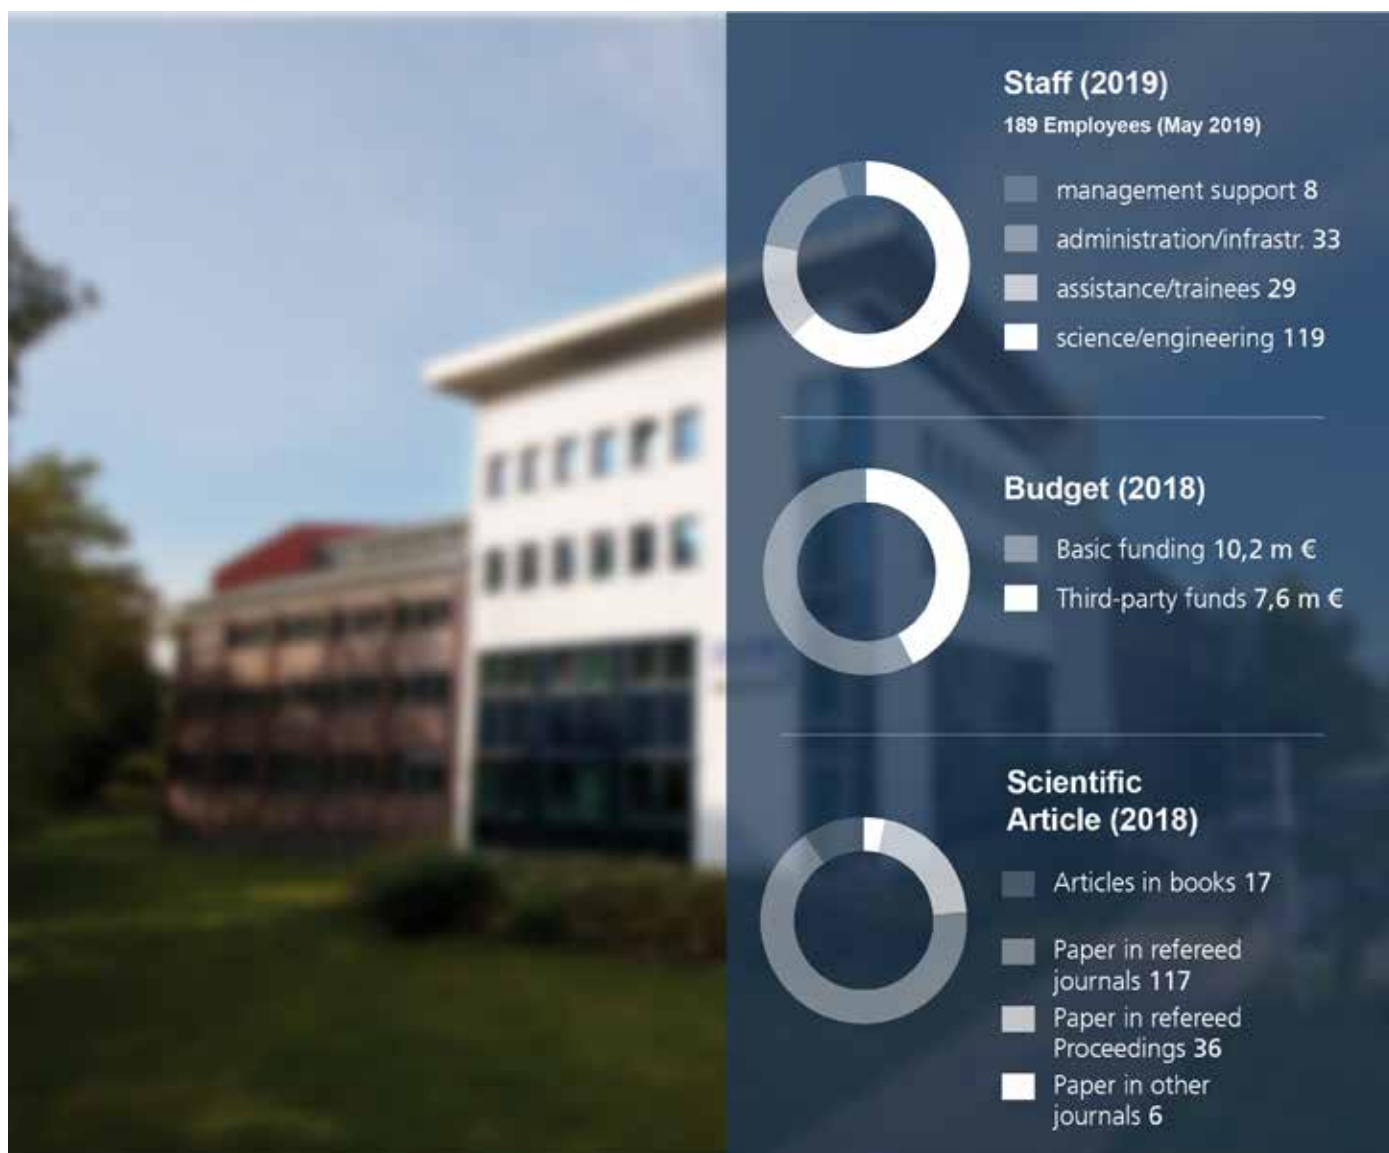 Staff (2019)
189 Employees (May 2019)
management support 8
administration/infrastr. 33
assistance/trainees 29
science/engineering 119
Budget (2018)
Basic funding 10,2 m €
Third-party funds 7,6 m €
Scientific
Article (2018)
Articles in books 17
Paper in refereed
journals 117
Paper in refereed
Proceedings 36
Paper in other
journals 6